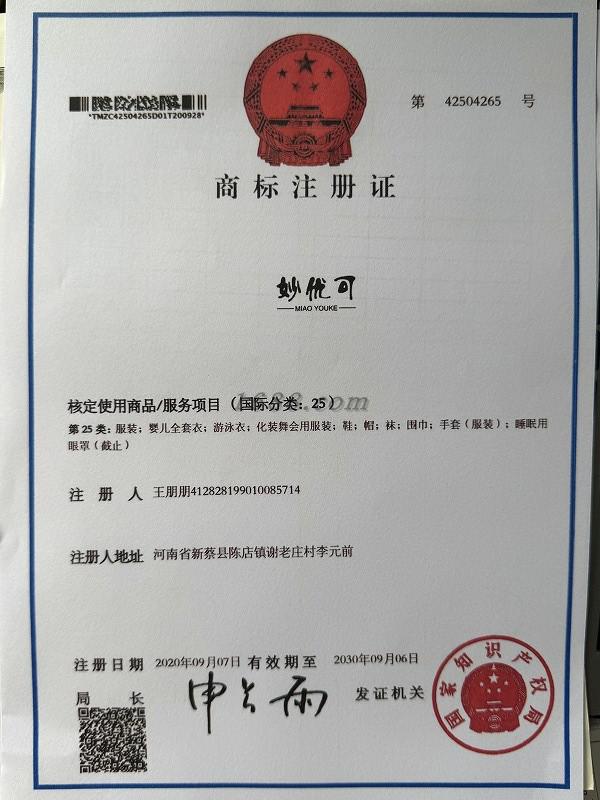 *TMZC42504265D01T200928*
第 42504265 号
商标注册证
妙优可
MIAO YOUKE
1688.com
核定使用商品/服务项目（国际分类：25）
第25类：服装；婴儿全套衣；游泳衣；化装舞会用服装；鞋；帽；袜；围巾；手套（服装）；睡眠用
眼罩（截止）
注 册 人 王朋朋412828199010085714
注册人地址 河南省新蔡县陈店镇谢老庄村李元前
注册日期 2020年09月07日 有效期至 2030年09月06日
局 长 申长雨 发证机关
国家知识产权局